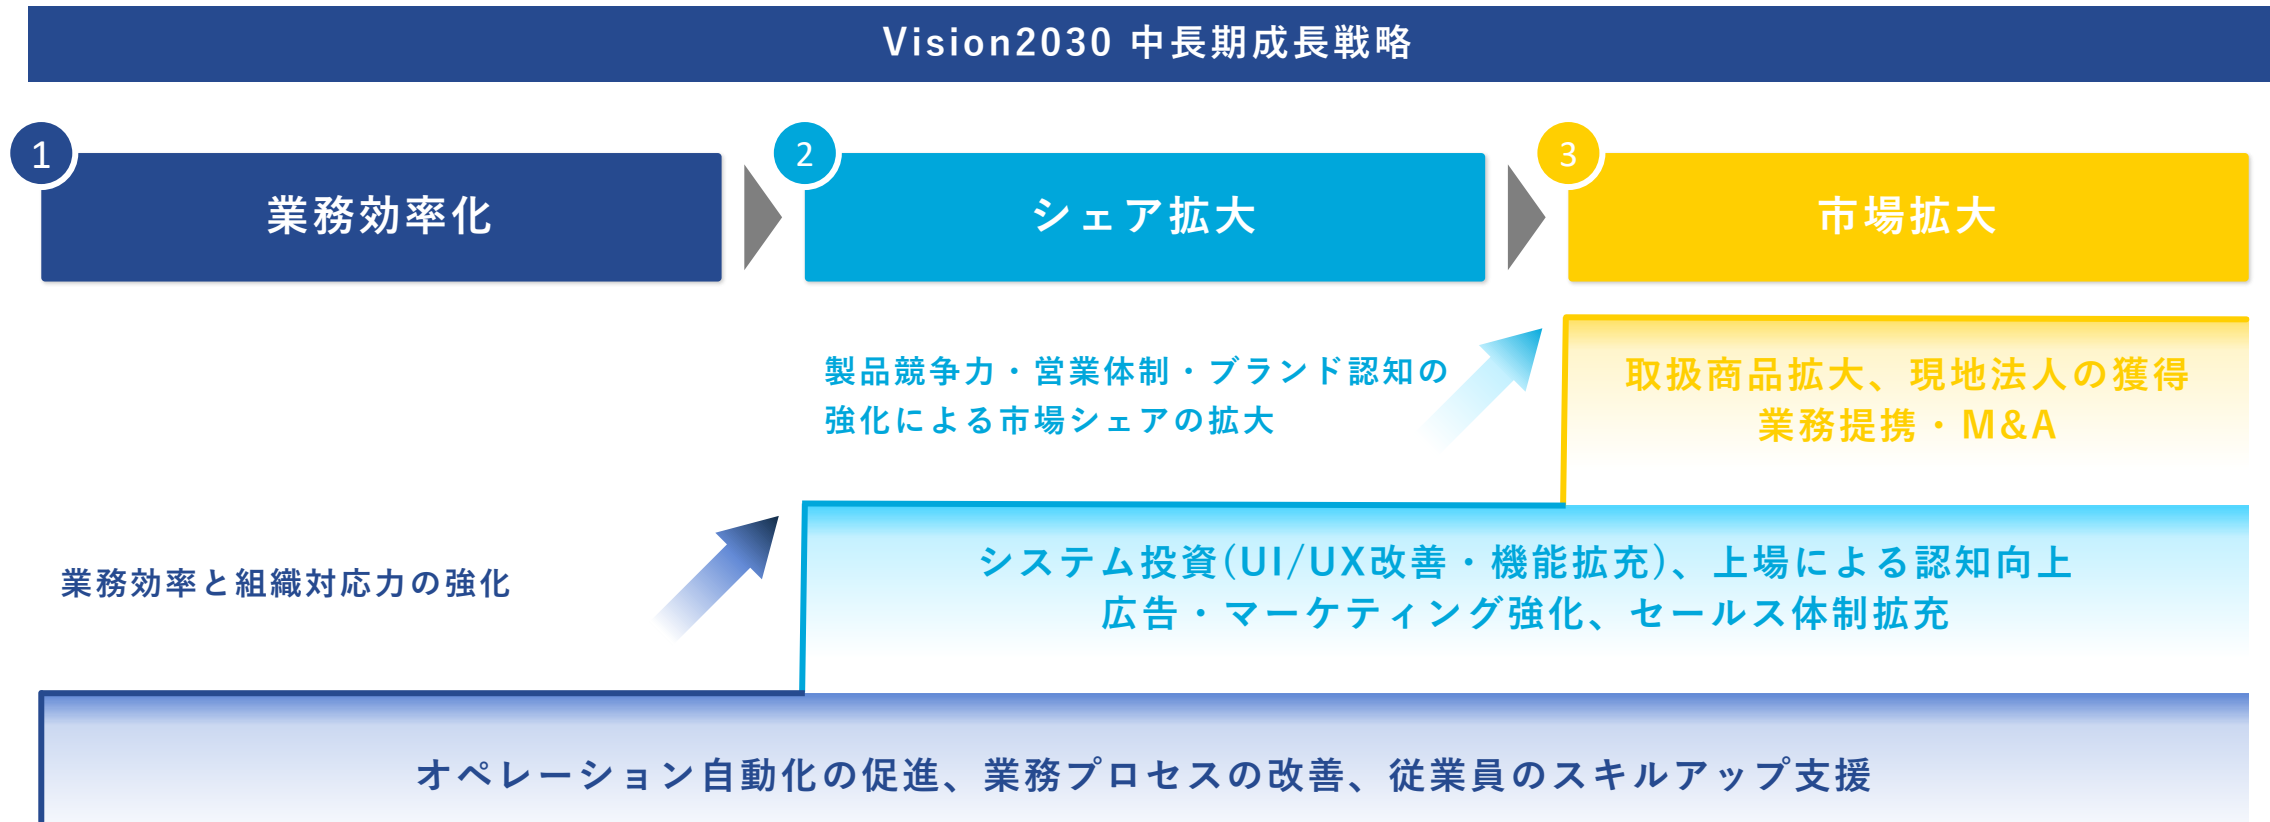 Vision2030 中長期成長戦略
1
業務効率化
2
シェア拡大
3
市場拡大
製品競争力・営業体制・ブランド認知の
強化による市場シェアの拡大
取扱商品拡大、現地法人の獲得
業務提携・M&A
業務効率と組織対応力の強化
システム投資(UI/UX改善・機能拡充)、上場による認知向上
広告・マーケティング強化、セールス体制拡充
オペレーション自動化の促進、業務プロセスの改善、従業員のスキルアップ支援